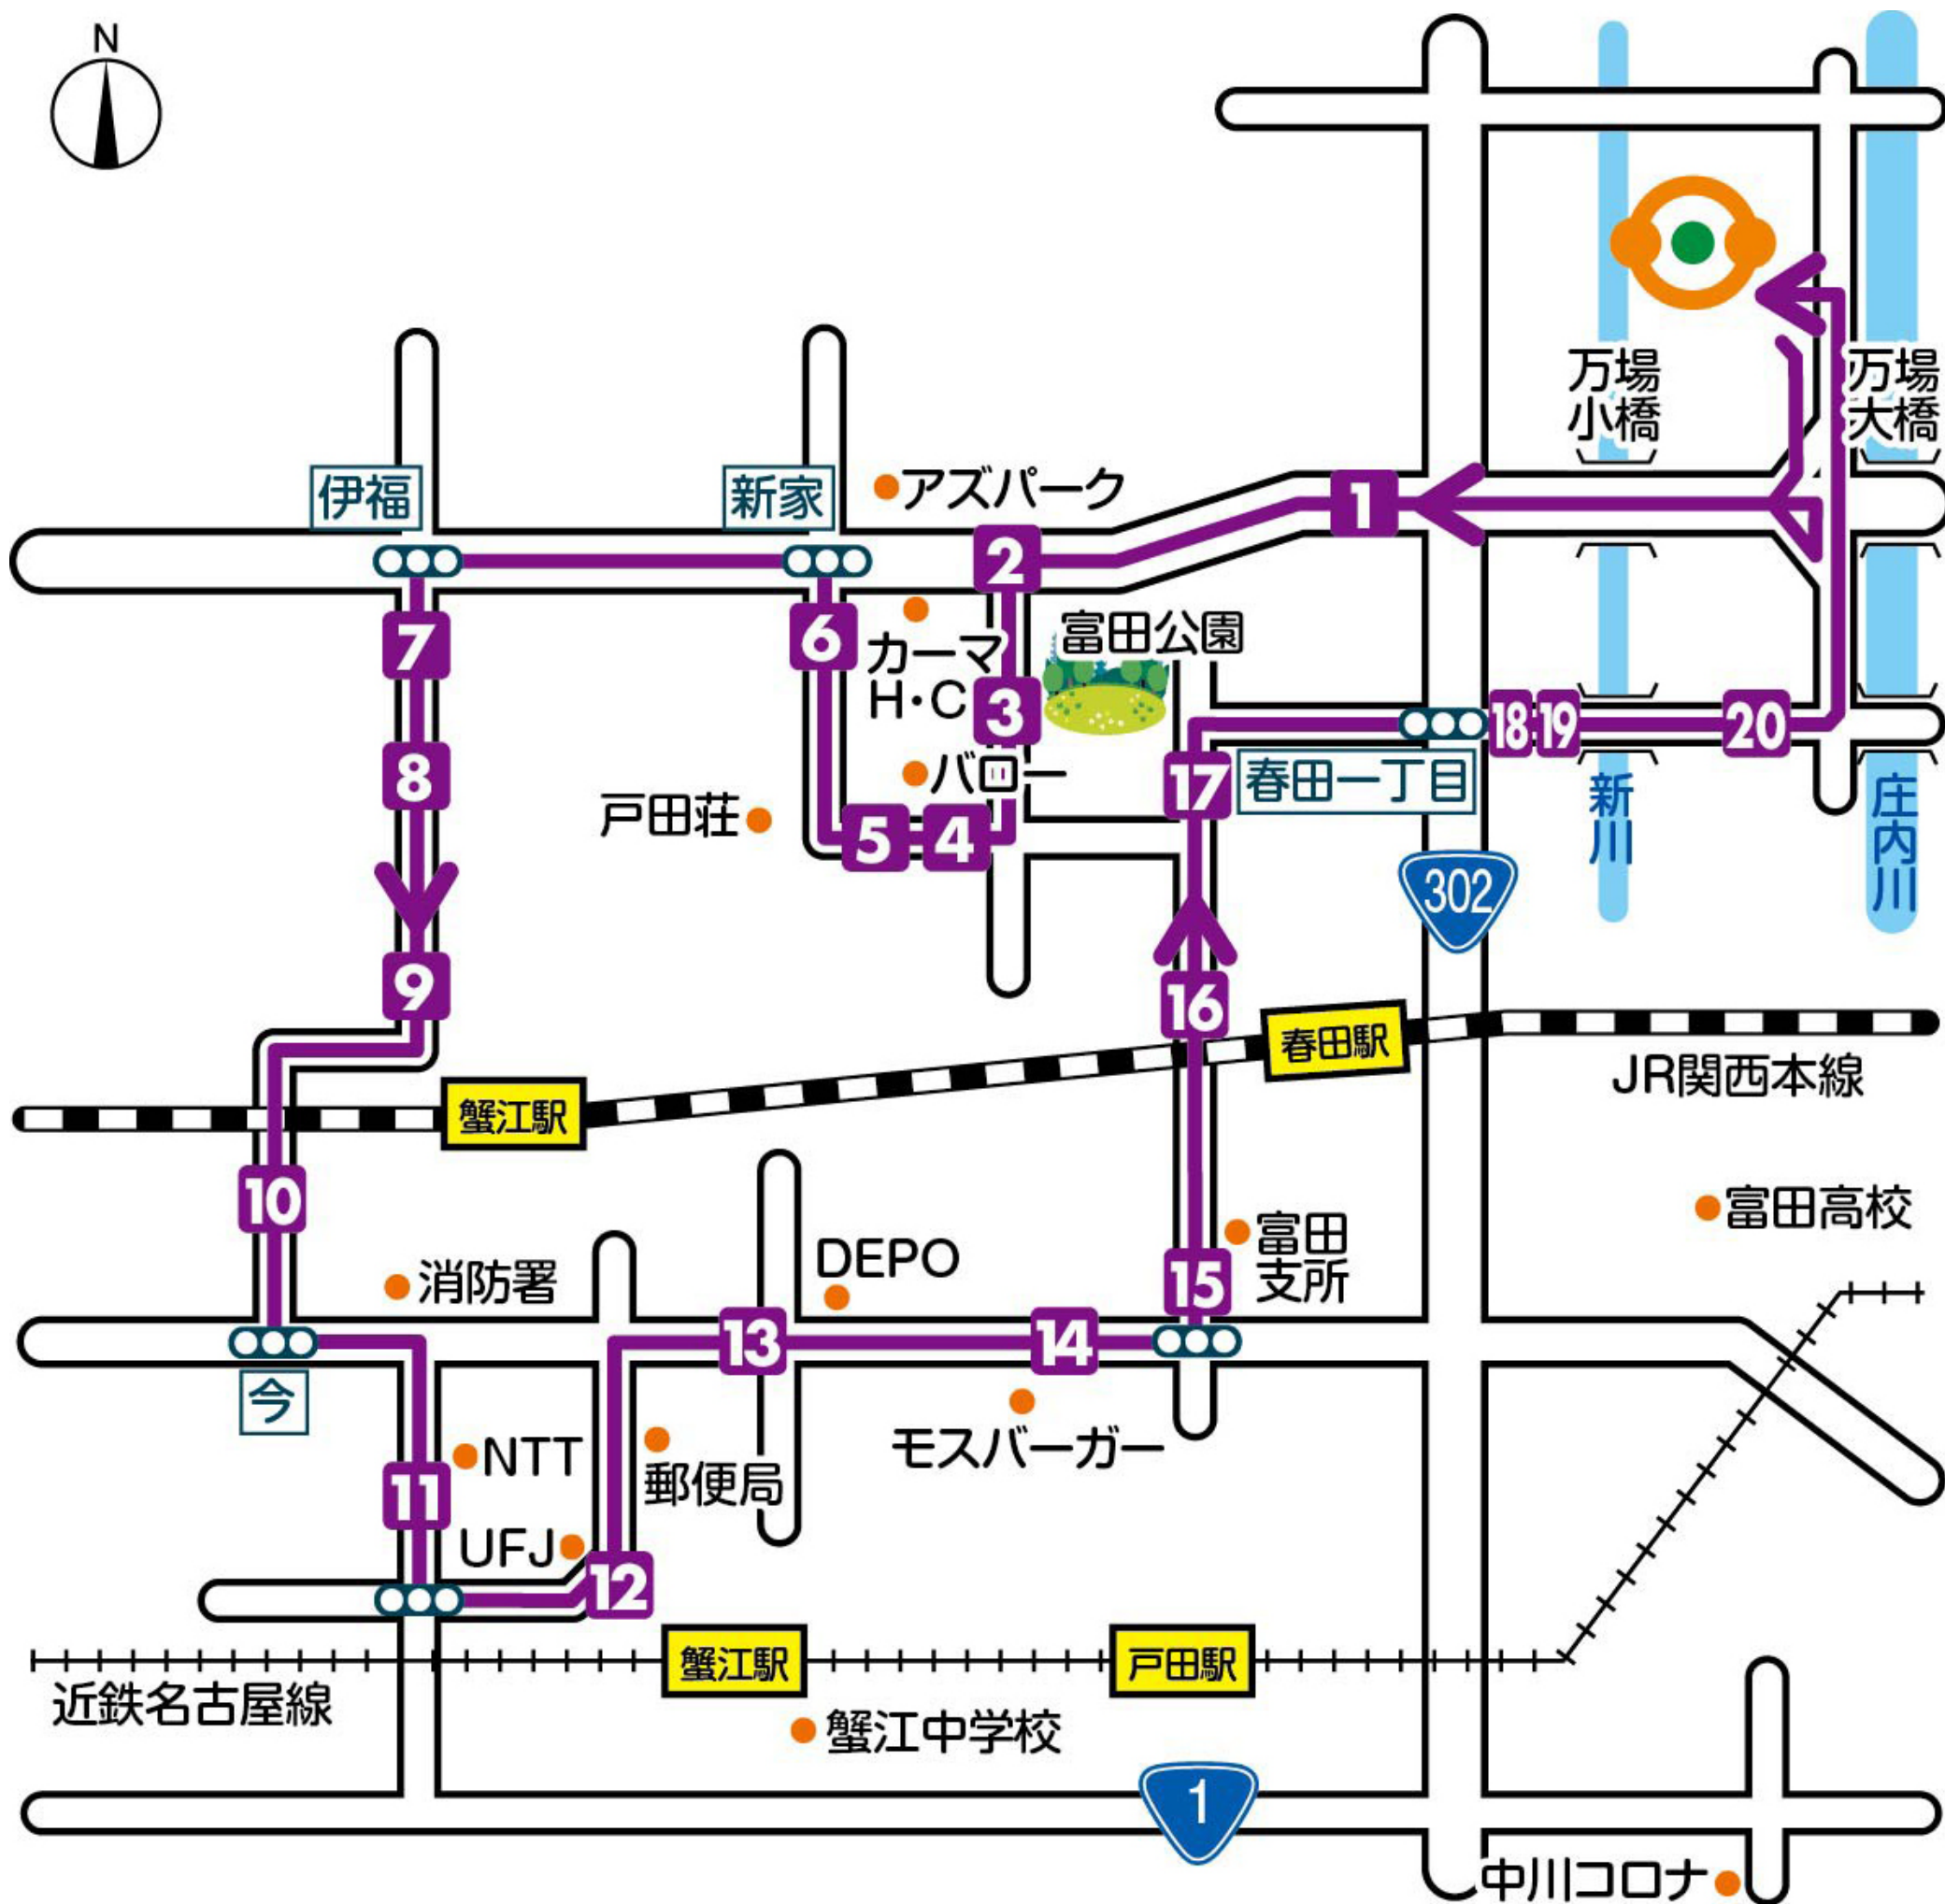 N
万場
小橋
万場
大橋
伊福
新家
アズパーク
1
2
7
6
カーマ
H・C
富田公園
3
18
19
20
8
バロー
17
春田一丁目
戸田荘
5
4
新川
庄内川
302
9
16
春田駅
JR関西本線
蟹江駅
10
富田高校
消防署
DEPO
15
富田
支所
13
14
今
NTT
郵便局
モスバーガー
11
UFJ
12
蟹江駅
戸田駅
近鉄名古屋線
蟹江中学校
1
中川コロナ